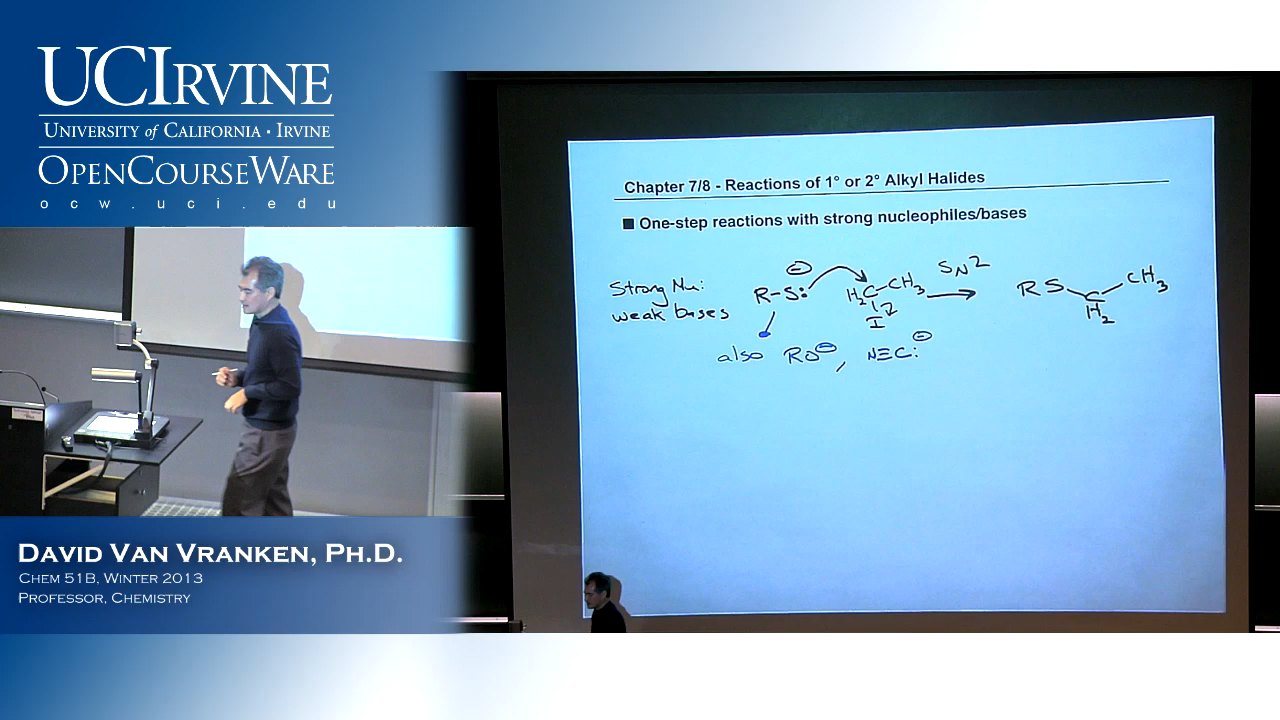 UCIRVINE
UNIVERSITY of CALIFORNIA · IRVINE
OPENCOURSEWARE
ocw.uci.edu
Chapter 7/8 - Reactions of 1° or 2° Alkyl Halides
■ One-step reactions with strong nucleophiles/bases
Strong Nu:
weak bases
R-S:⊖ H2C-CH3 I SN2 → RS C H2 CH3
also RO⊖, N≡C:⊖
DAVID VAN VRANKEN, PH.D.
CHEM 51B, WINTER 2013
PROFESSOR, CHEMISTRY